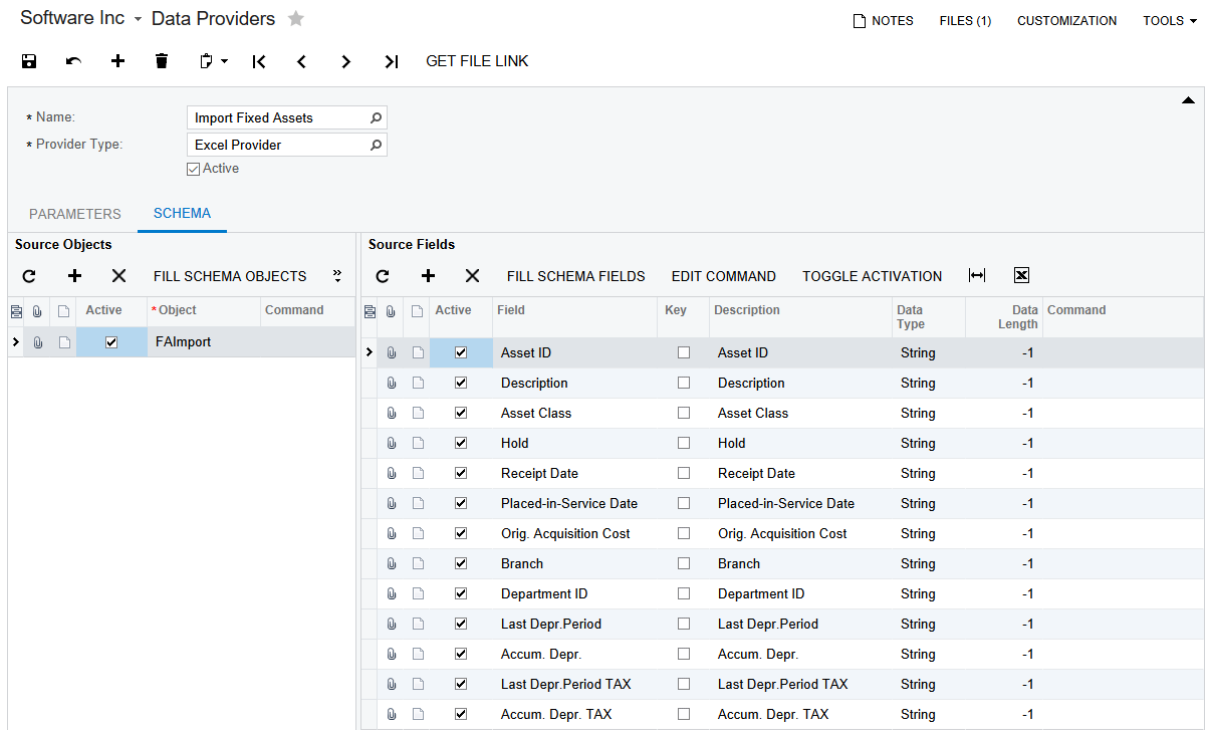 Software Inc Data Providers NOTES FILES (1) CUSTOMIZATION TOOLS
GET FILE LINK
* Name: Import Fixed Assets
* Provider Type: Excel Provider
Active
PARAMETERS SCHEMA
Source Objects Source Fields
FILL SCHEMA OBJECTS FILL SCHEMA FIELDS EDIT COMMAND TOGGLE ACTIVATION
Active *Object Command Active Field Key Description Data Type Data Length Command
FAImport
Asset ID Asset ID String -1
Description Description String -1
Asset Class Asset Class String -1
Hold Hold String -1
Receipt Date Receipt Date String -1
Placed-in-Service Date Placed-in-Service Date String -1
Orig. Acquisition Cost Orig. Acquisition Cost String -1
Branch Branch String -1
Department ID Department ID String -1
Last Depr.Period Last Depr.Period String -1
Accum. Depr. Accum. Depr. String -1
Last Depr.Period TAX Last Depr.Period TAX String -1
Accum. Depr. TAX Accum. Depr. TAX String -1